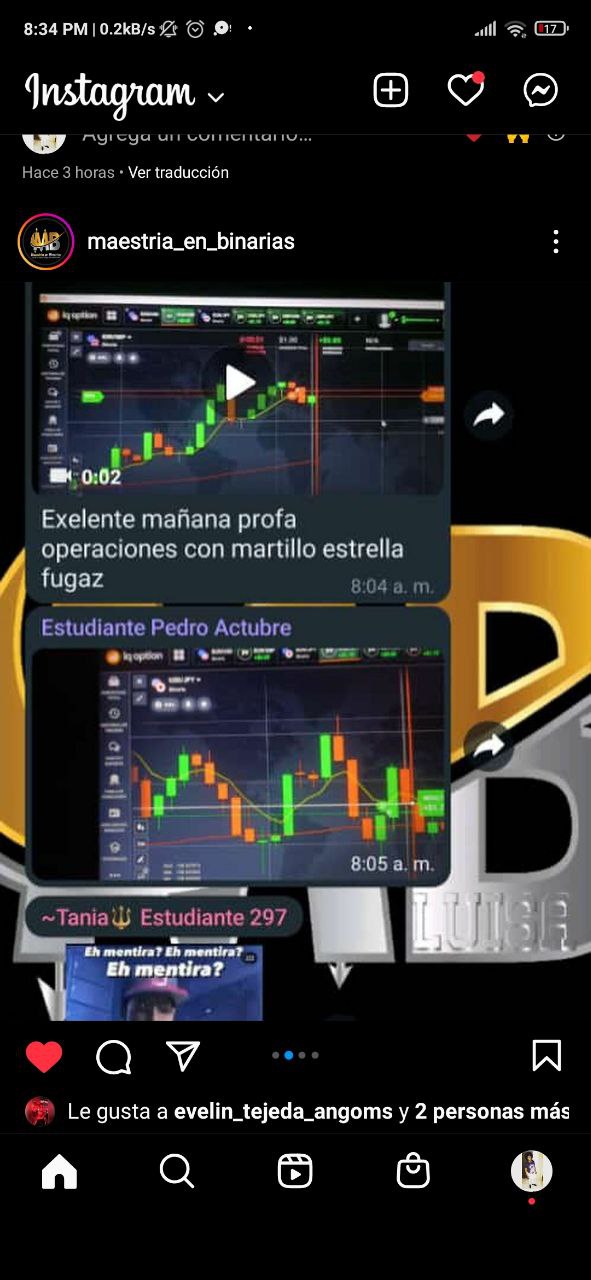 8:34 PM | 0.2kB/s
17
Instagram
Agrega un comentario...
Hace 3 horas • Ver traducción
maestria_en_binarias
iq option
0:02
Exelente mañana profa
operaciones con martillo estrella
fugaz
8:04 a. m.
Estudiante Pedro Actubre
iq option
8:05 a. m.
~Tania🔱 Estudiante 297
LUISA
Eh mentira? Eh mentira?
Eh mentira?
Le gusta a evelin_tejeda_angoms y 2 personas más